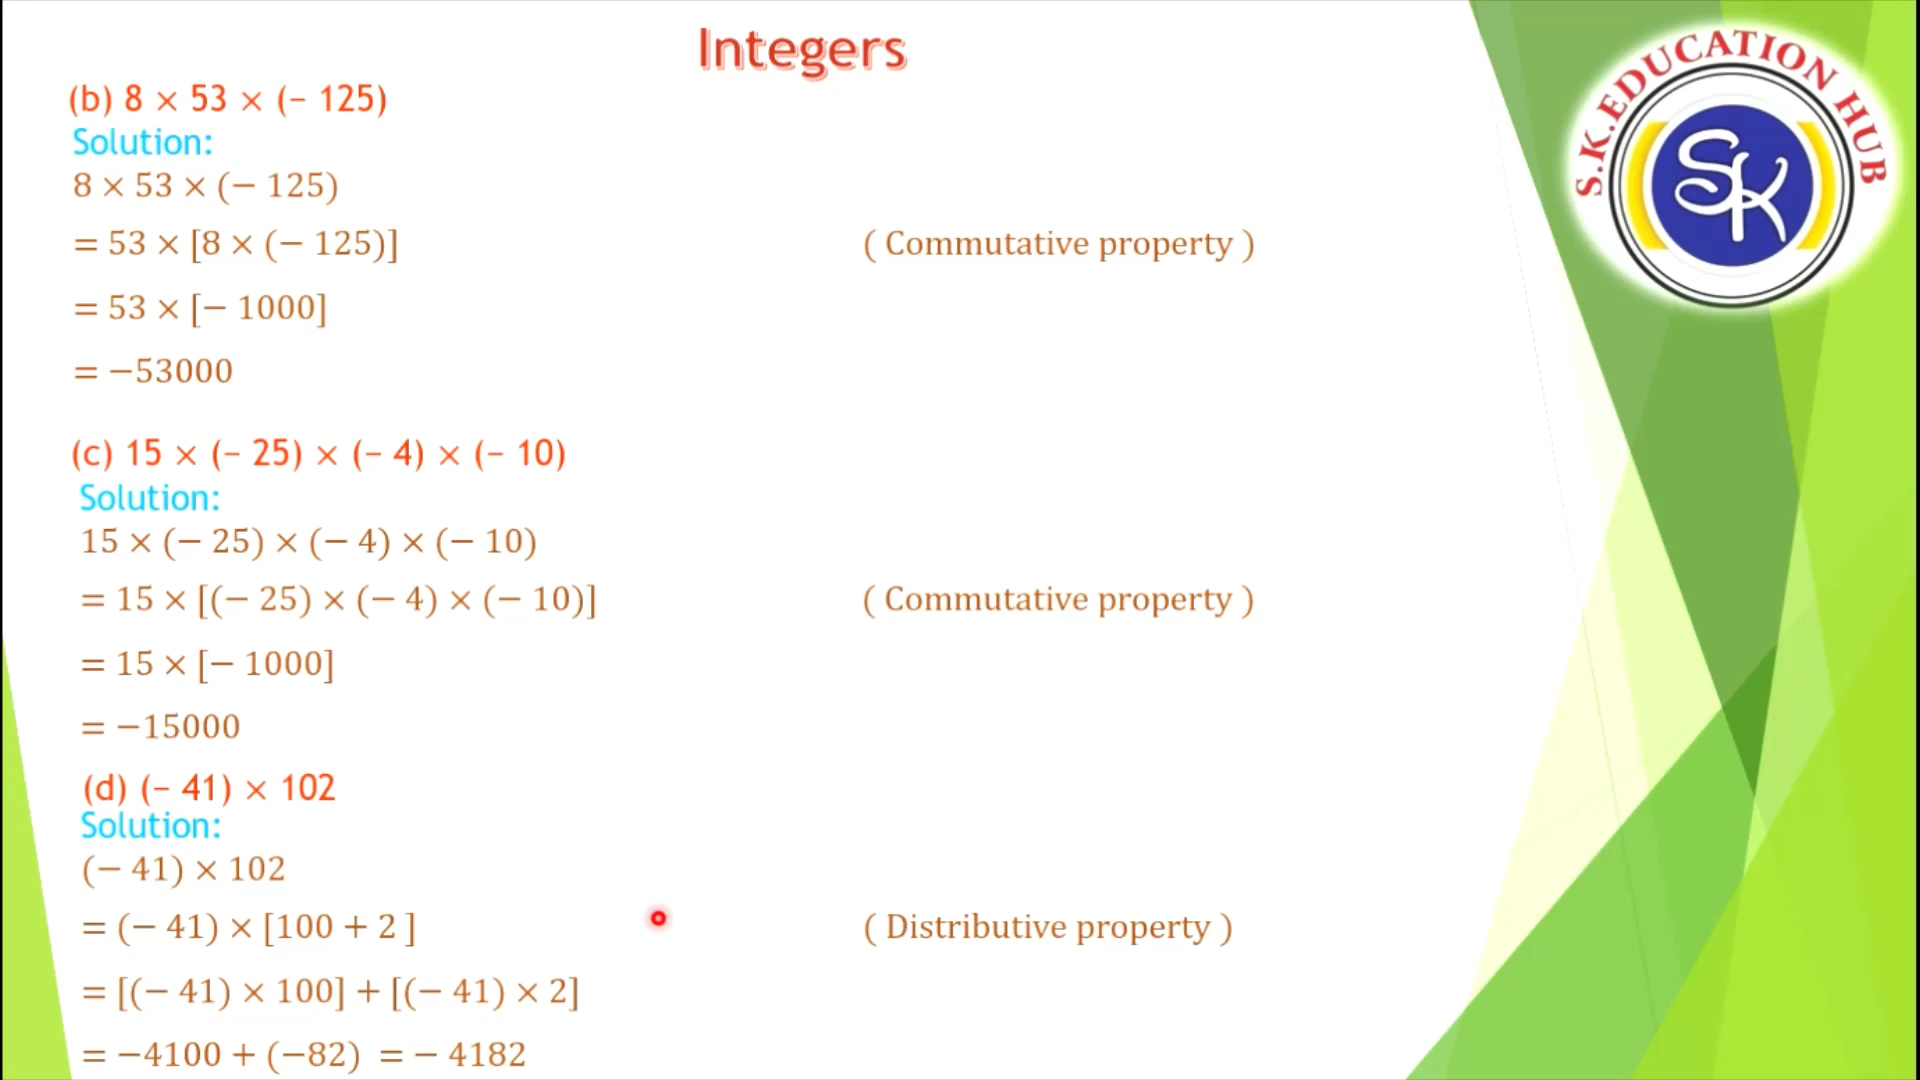 Integers
S.K.EDUCATION HUB
SK
(b) 8 × 53 × (– 125)
Solution:
8 × 53 × (− 125)
= 53 × [8 × (− 125)] ( Commutative property )
= 53 × [− 1000]
= −53000
(c) 15 × (– 25) × (– 4) × (– 10)
Solution:
15 × (− 25) × (− 4) × (− 10)
= 15 × [(− 25) × (− 4) × (− 10)] ( Commutative property )
= 15 × [− 1000]
= −15000
(d) (– 41) × 102
Solution:
(− 41) × 102
= (− 41) × [100 + 2 ] ( Distributive property )
= [(− 41) × 100] + [(− 41) × 2]
= −4100 + (−82) = − 4182